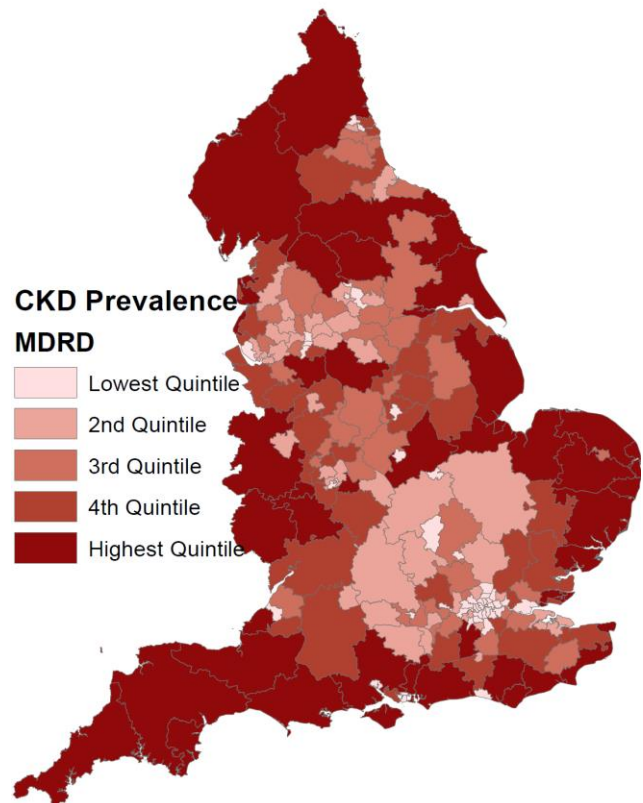 CKD Prevalence
MDRD
Lowest Quintile
2nd Quintile
3rd Quintile
4th Quintile
Highest Quintile